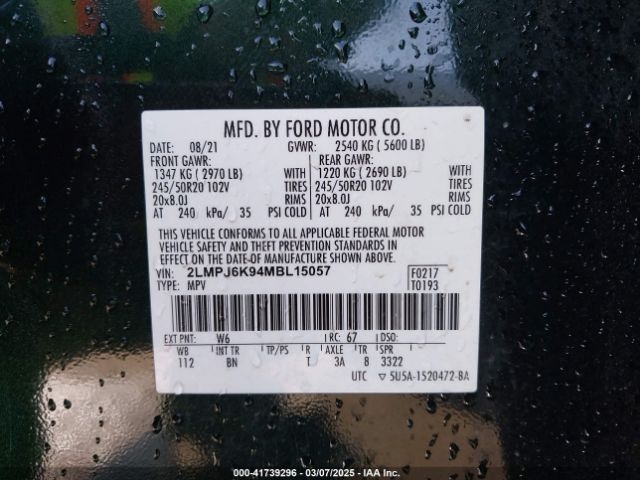 MFD. BY FORD MOTOR CO.
DATE: 08/21 GVWR: 2540 KG ( 5600 LB)
FRONT GAWR: REAR GAWR:
1347 KG ( 2970 LB) WITH 1220 KG ( 2690 LB) WITH
245/50R20 102V TIRES 245/50R20 102V TIRES
20x8.0J RIMS 20x8.0J RIMS
AT 240 kPa/ 35 PSI COLD AT 240 kPa/ 35 PSI COLD
THIS VEHICLE CONFORMS TO ALL APPLICABLE FEDERAL MOTOR
VEHICLE SAFETY AND THEFT PREVENTION STANDARDS IN
EFFECT ON THE DATE OF MANUFACTURE SHOWN ABOVE.
VIN: 2LMPJ6K94MBL15057 F0217
TYPE: MPV T0193
EXT PNT: W6 RC: 67 DSO:
WB INT TR TP/PS R AXLE TR SPR
112 BN T 3A 8 3322
UTC ▽ 5U5A-1520472-BA
000-41739296 - 03/07/2025 - IAA Inc.